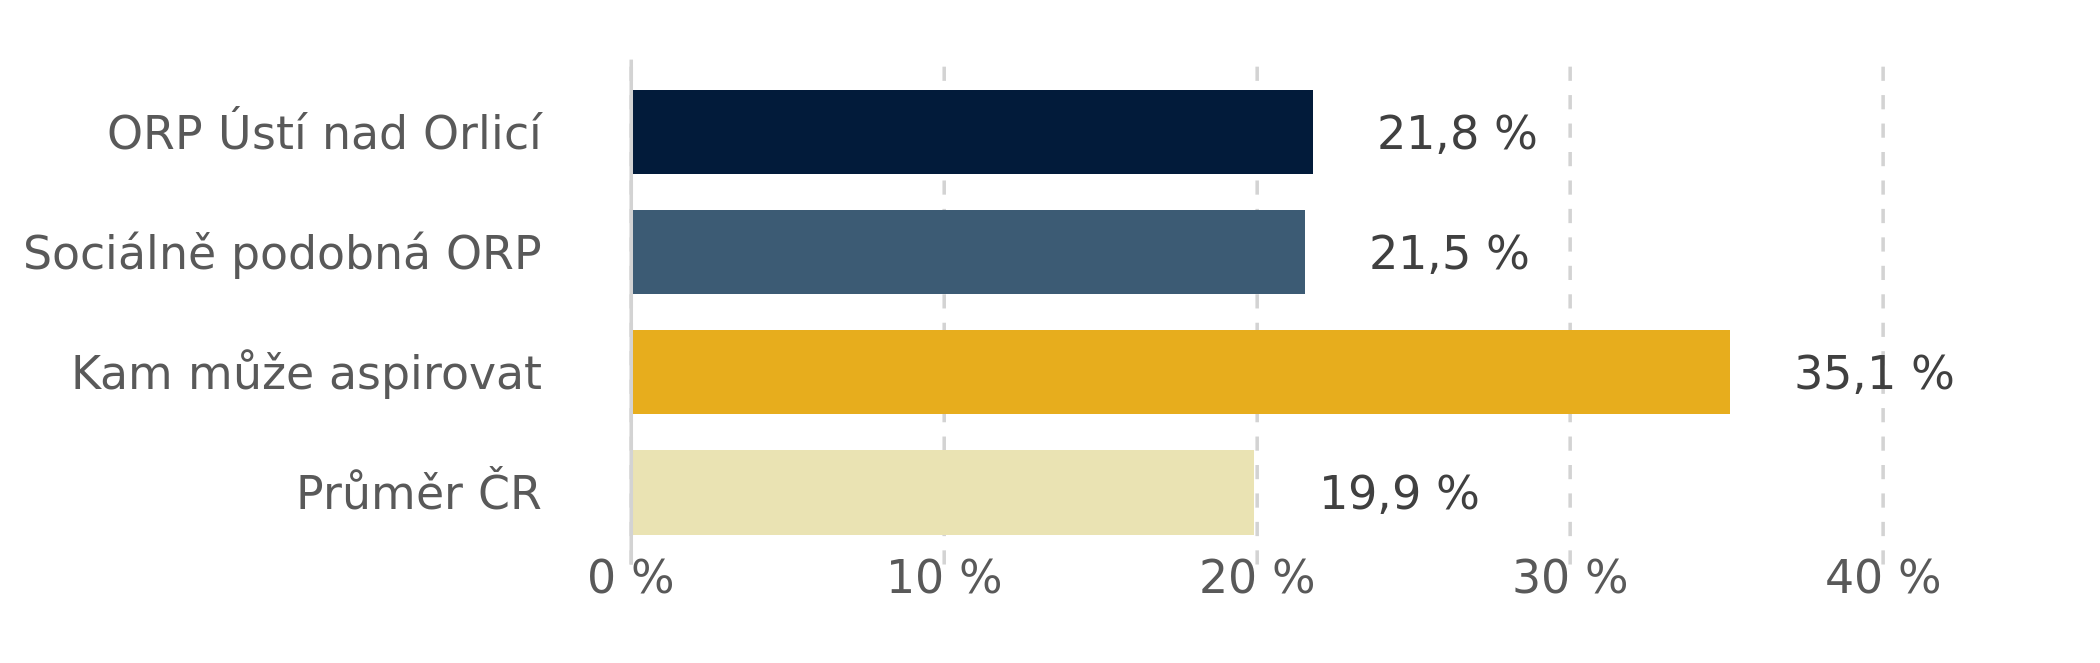 ORP Ústí nad Orlicí 21,8 %
Sociálně podobná ORP 21,5 %
Kam může aspirovat 35,1 %
Průměr ČR 19,9 %
0 % 10 % 20 % 30 % 40 %